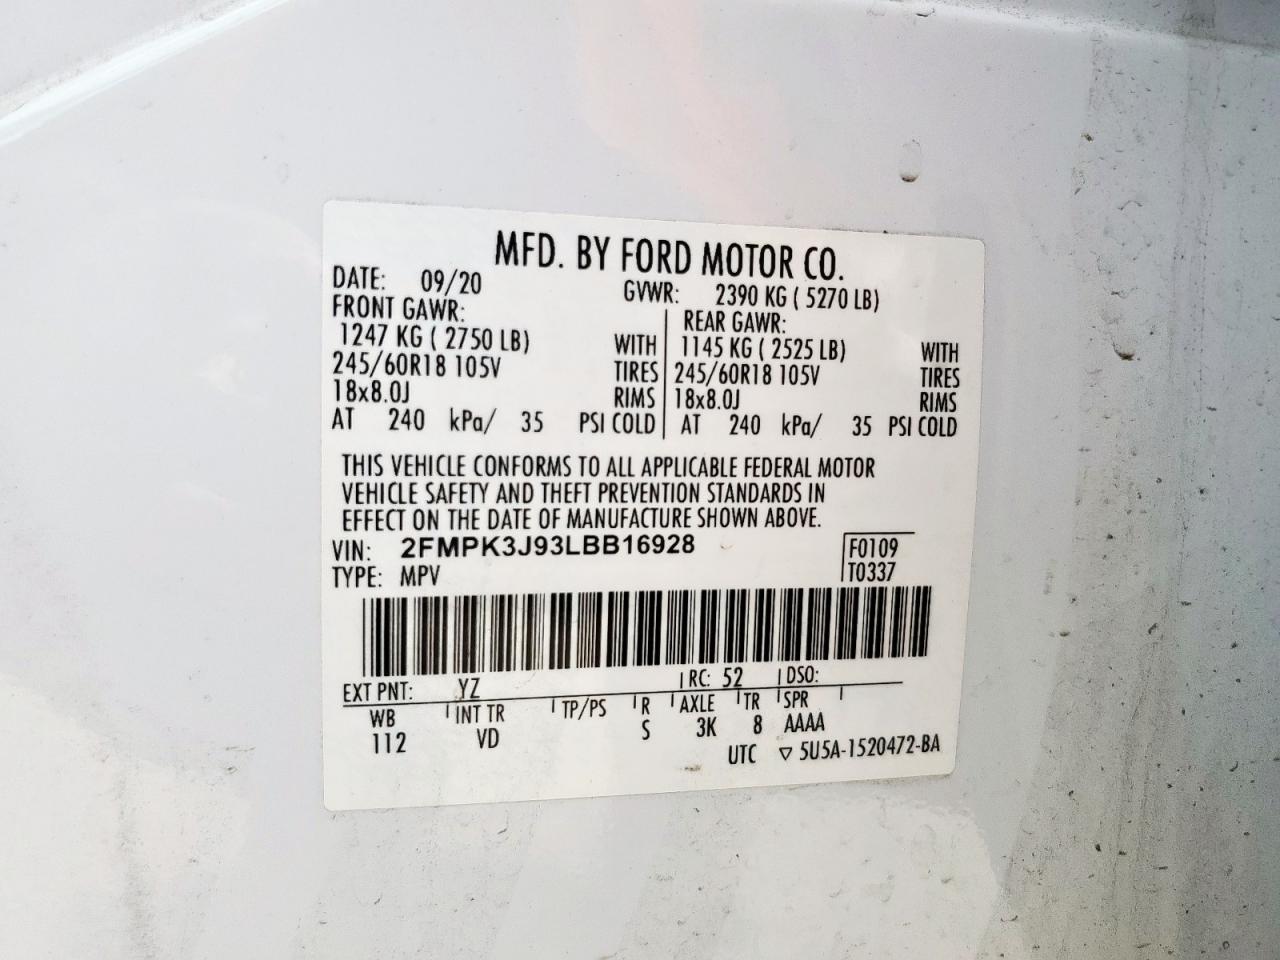 MFD. BY FORD MOTOR CO.
DATE: 09/20 GVWR: 2390 KG ( 5270 LB)
FRONT GAWR: REAR GAWR:
1247 KG ( 2750 LB) WITH 1145 KG ( 2525 LB) WITH
245/60R18 105V TIRES 245/60R18 105V TIRES
18x8.0J RIMS 18x8.0J RIMS
AT 240 kPa/ 35 PSI COLD AT 240 kPa/ 35 PSI COLD
THIS VEHICLE CONFORMS TO ALL APPLICABLE FEDERAL MOTOR
VEHICLE SAFETY AND THEFT PREVENTION STANDARDS IN
EFFECT ON THE DATE OF MANUFACTURE SHOWN ABOVE.
VIN: 2FMPK3J93LBB16928 F0109
TYPE: MPV T0337
EXT PNT: YZ RC: 52 DSO:
WB INT TR TP/PS R AXLE TR SPR
112 VD S 3K 8 AAAA
UTC ▽ 5U5A-1520472-BA